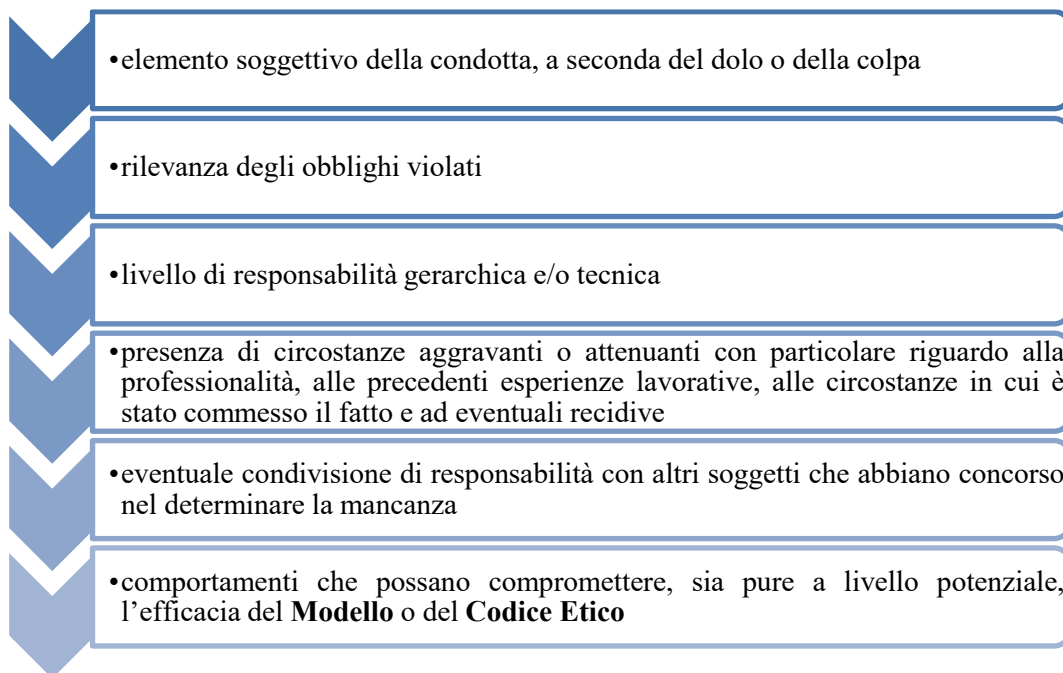 •elemento soggettivo della condotta, a seconda del dolo o della colpa
•rilevanza degli obblighi violati
•livello di responsabilità gerarchica e/o tecnica
•presenza di circostanze aggravanti o attenuanti con particolare riguardo alla
professionalità, alle precedenti esperienze lavorative, alle circostanze in cui è
stato commesso il fatto e ad eventuali recidive
•eventuale condivisione di responsabilità con altri soggetti che abbiano concorso
nel determinare la mancanza
•comportamenti che possano compromettere, sia pure a livello potenziale,
l’efficacia del Modello o del Codice Etico